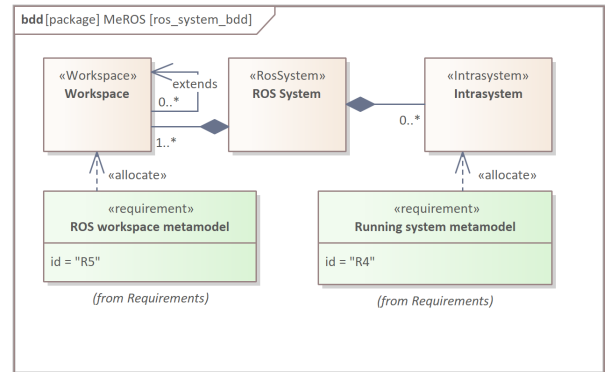 bdd [package] MeROS [ros_system_bdd]
«Workspace»
Workspace
extends
0..*
1..*
«RosSystem»
ROS System
«Intrasystem»
Intrasystem
0..*
«allocate»
«allocate»
«requirement»
ROS workspace metamodel
id = "R5"
(from Requirements)
«requirement»
Running system metamodel
id = "R4"
(from Requirements)